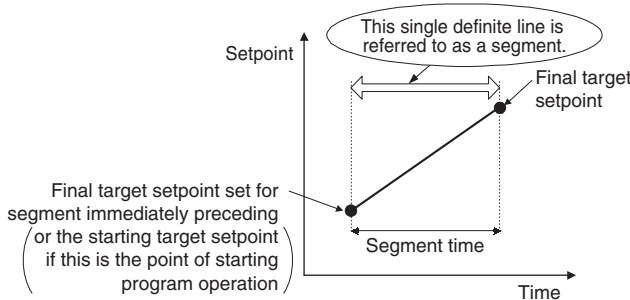 This single definite line is
referred to as a segment.
Setpoint
Final target
setpoint
Final target setpoint set for
segment immediately preceding
(or the starting target setpoint
if this is the point of starting
program operation)
Segment time
Time